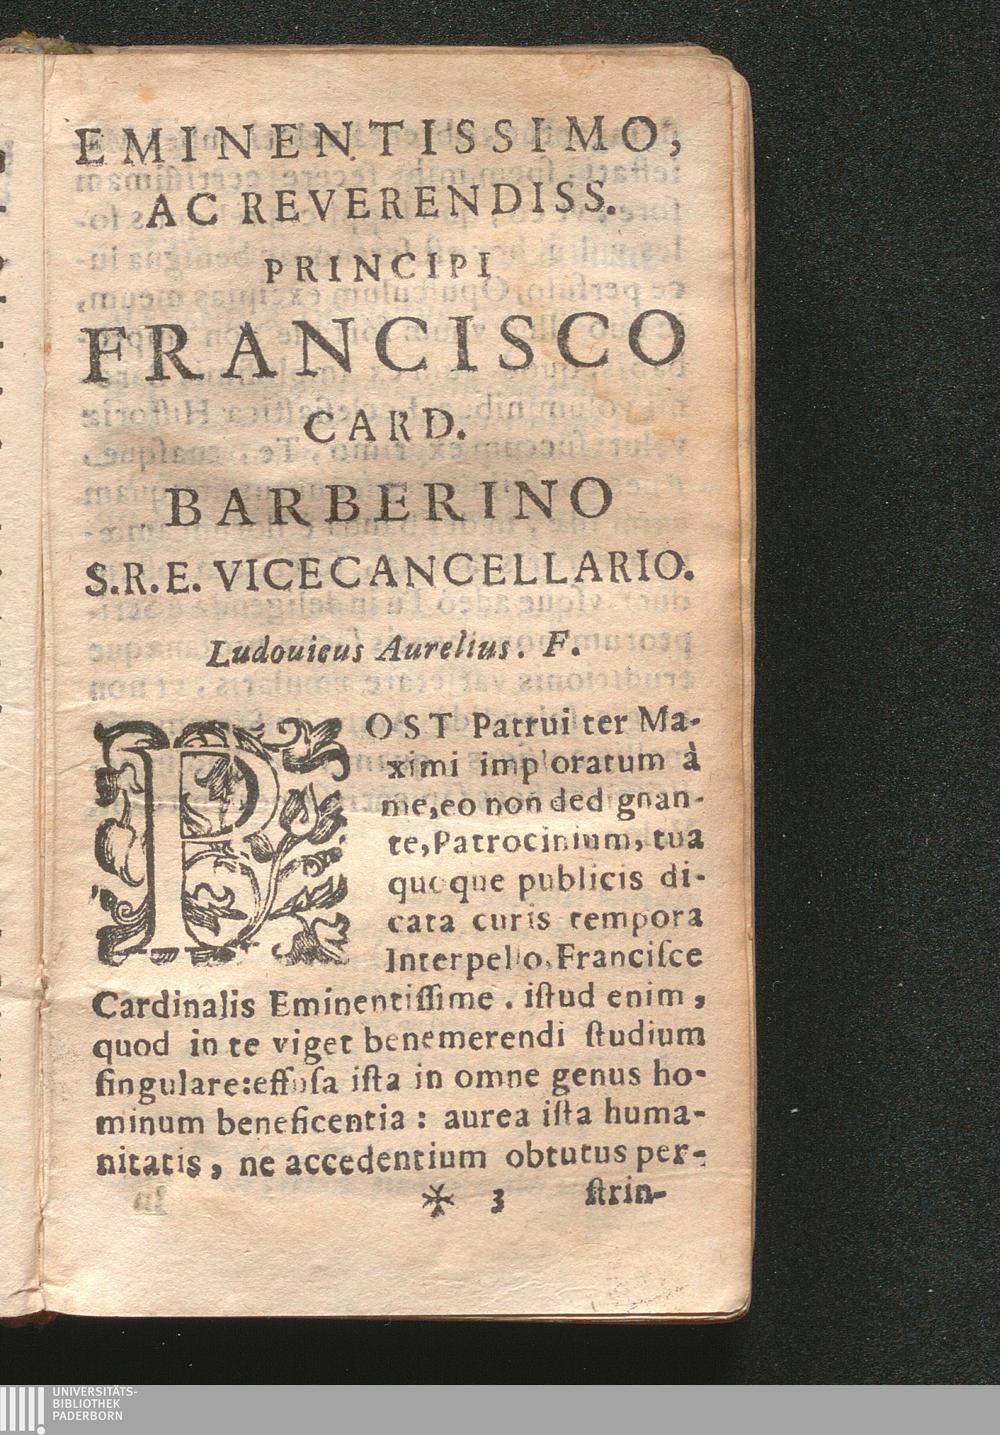 EMINENTISSIMO,
AC REVERENDISS.
PRINCIPI
FRANCISCO
CARD.
BARBERINO
S.R.E. VICECANCELLARIO.
Ludouicus Aurelius. F.
POST Patrui ter Ma-
ximi imploratum à
me, eo non ded gnan-
te, Patrocinium, tua
quoque publicis di-
cata curis tempora
Interpello, Franciſce
Cardinalis Eminentiſſime. iſtud enim,
quod in te viget benemerendi ſtudium
ſingulare: effuſa iſta in omne genus ho-
minum beneficentia: aurea iſta huma-
nitatis, ne accedentium obtutus per-
* 3 ſtrin-
UNIVERSITÄTS-
BIBLIOTHEK
PADERBORN